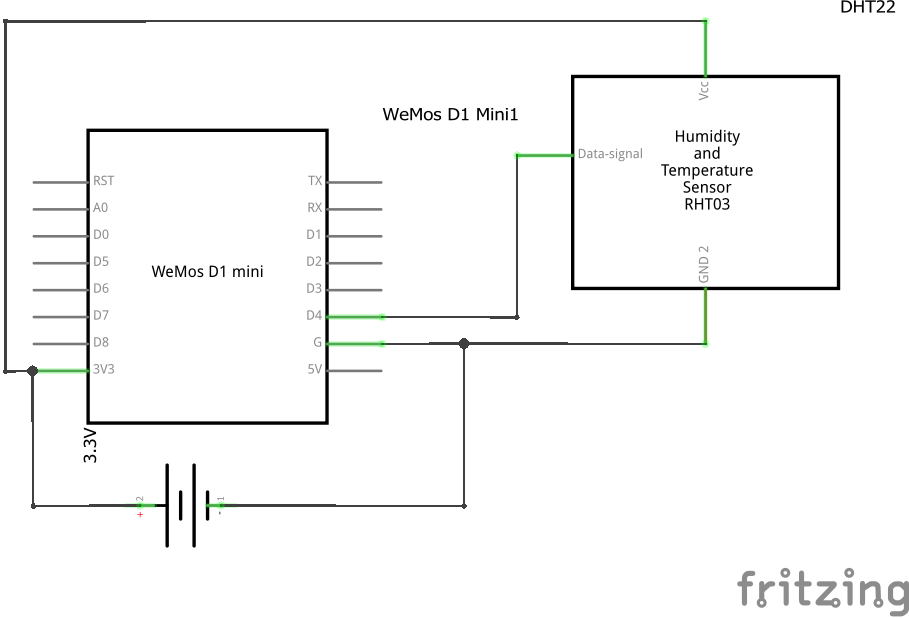 DHT22
Vcc
WeMos D1 Mini1
Data-signal
Humidity
and
Temperature
Sensor
RHT03
GND 2
RST
A0
D0
D5
D6
D7
D8
3V3
WeMos D1 mini
TX
RX
D1
D2
D3
D4
G
5V
3.3V
2
+
1
-
fritzing